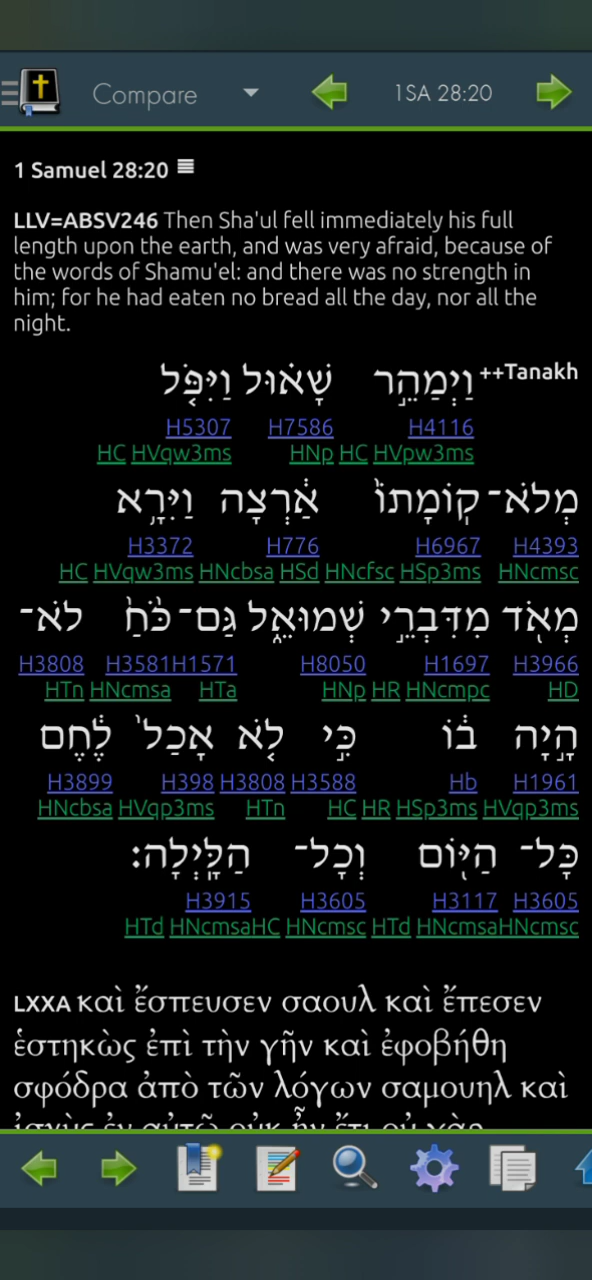 Compare
1SA 28:20
1 Samuel 28:20
LLV=ABSV246 Then Sha'ul fell immediately his full
length upon the earth, and was very afraid, because of
the words of Shamu'el: and there was no strength in
him; for he had eaten no bread all the day, nor all the
night.
++Tanakh וַיְמַהֵ֣ר שָׁא֗וּל וַיִּפֹּ֤ל
H5307 H7586 H4116
HC HVqw3ms HNp HC HVpw3ms
מְלֹא־ קֽוֹמָתוֹ֙ אַ֔רְצָה וַיִּרָ֥א
H3372 H776 H6967 H4393
HC HVqw3ms HNcbsa HSd HNcfsc HSp3ms HNcmsc
מְאֹ֖ד מִדִּבְרֵ֣י שְׁמוּאֵ֑ל גַּם־ כֹּ֙חַ֙ לֹא־
H3808 H3581H1571 H8050 H1697 H3966
HTn HNcmsa HTa HNp HR HNcmpc HD
הָ֣יָה ב֔וֹ כִּ֣י לֹ֤א אָכַל֙ לֶ֔חֶם
H3899 H398 H3808 H3588 Hb H1961
HNcbsa HVqp3ms HTn HC HR HSp3ms HVqp3ms
כָּל־ הַיּ֖וֹם וְכָל־ הַלָּֽיְלָה׃
H3915 H3605 H3117 H3605
HTd HNcmsaHC HNcmsc HTd HNcmsaHNcmsc
LXXA καὶ ἔσπευσεν σαουλ καὶ ἔπεσεν
ἑστηκὼς ἐπὶ τὴν γῆν καὶ ἐφοβήθη
σφόδρα ἀπὸ τῶν λόγων σαμουηλ καὶ